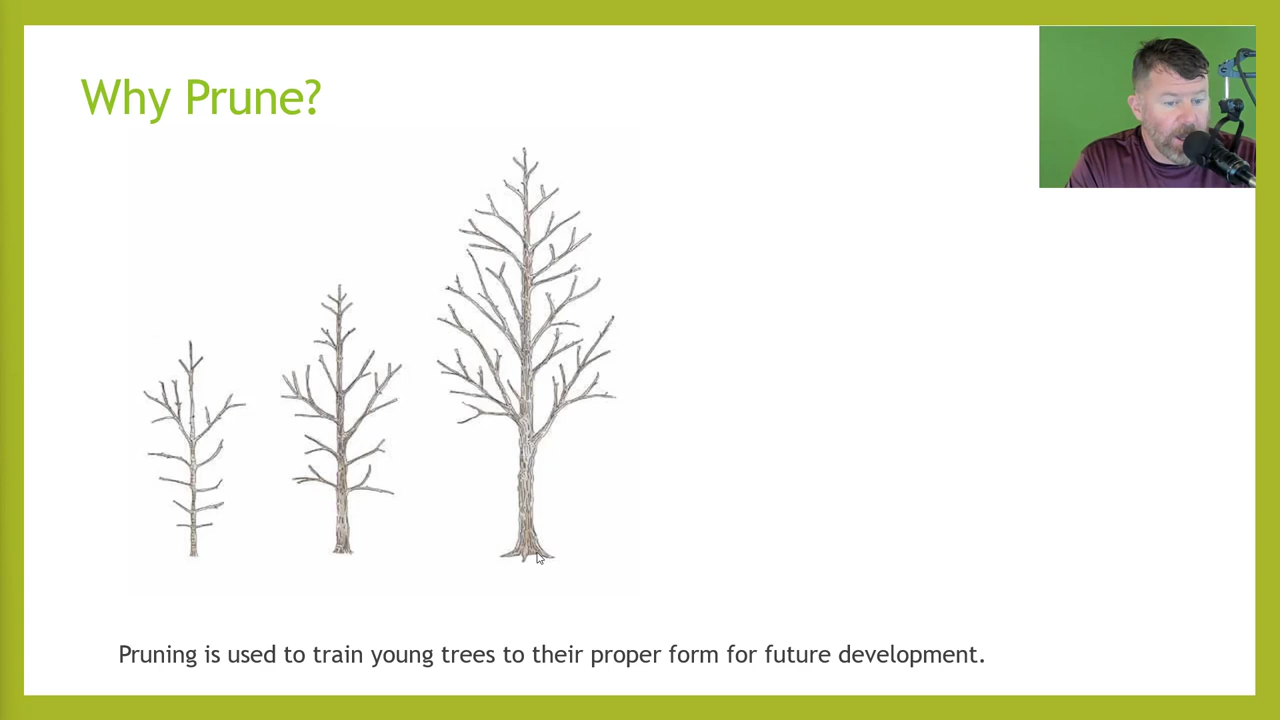 Why Prune?
Pruning is used to train young trees to their proper form for future development.